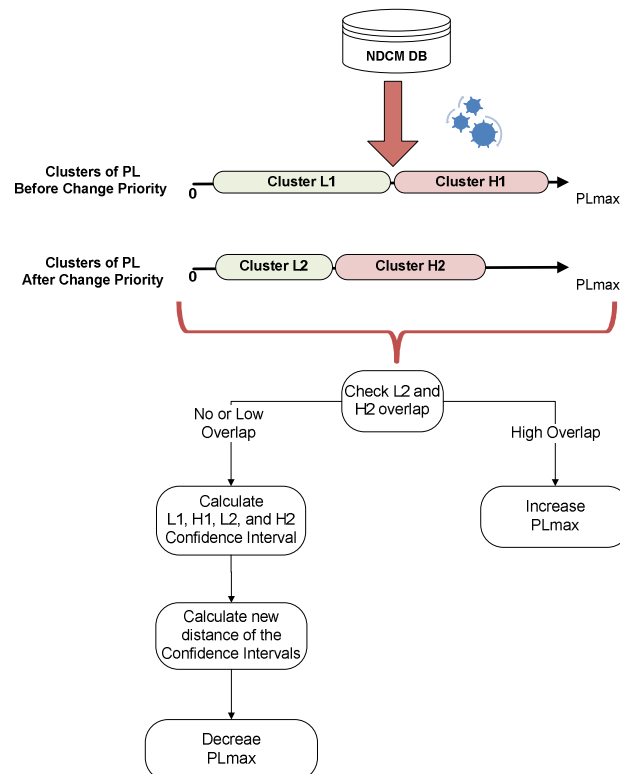 NDCM DB
Clusters of PL
Before Change Priority
0
Cluster L1
Cluster H1
PLmax
Clusters of PL
After Change Priority
0
Cluster L2
Cluster H2
PLmax
Check L2 and
H2 overlap
No or Low
Overlap
High Overlap
Calculate
L1, H1, L2, and H2
Confidence Interval
Increase
PLmax
Calculate new
distance of the
Confidence Intervals
Decreae
PLmax